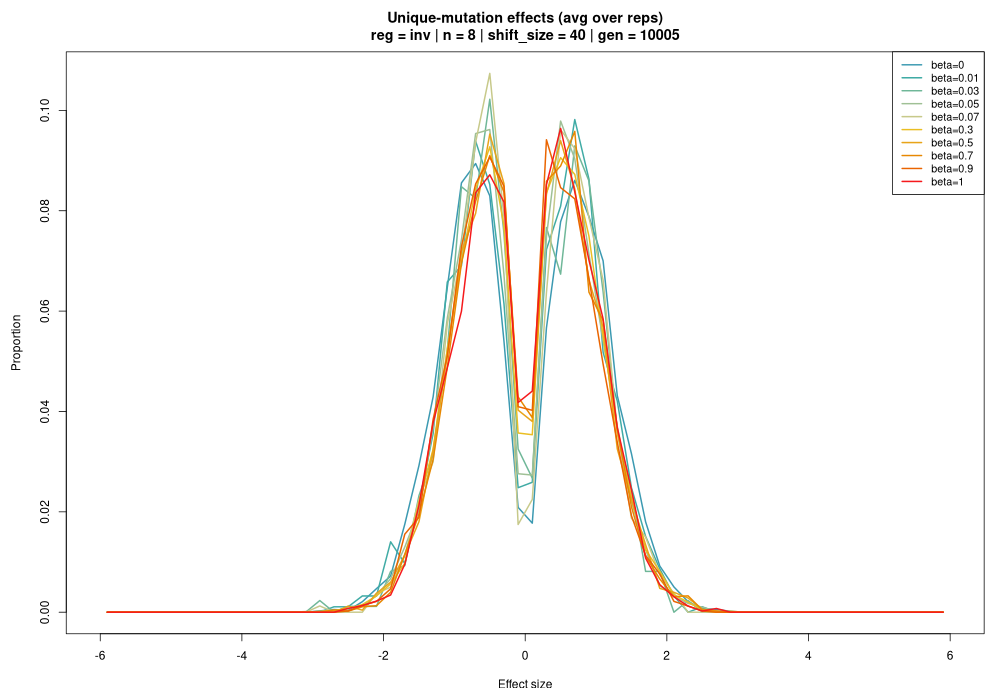 Unique-mutation effects (avg over reps)
reg = inv | n = 8 | shift_size = 40 | gen = 10005
beta=0
beta=0.01
beta=0.03
beta=0.05
beta=0.07
beta=0.3
beta=0.5
beta=0.7
beta=0.9
beta=1
Proportion
0.10
0.08
0.06
0.04
0.02
0.00
-6 -4 -2 0 2 4 6
Effect size